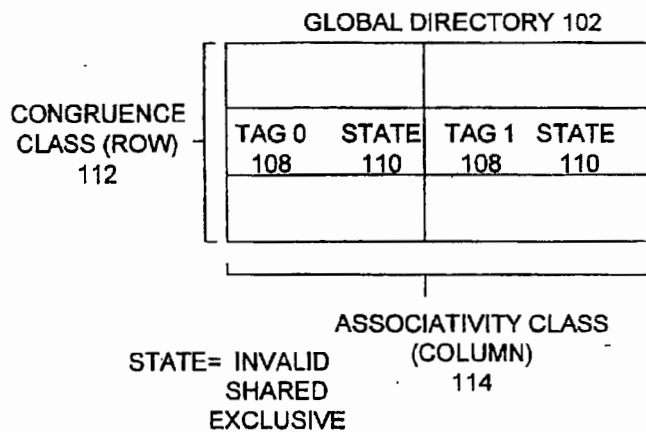 GLOBAL DIRECTORY 102
CONGRUENCE
CLASS (ROW)
112
TAG 0 STATE TAG 1 STATE
108 110 108 110
ASSOCIATIVITY CLASS
(COLUMN)
114
STATE= INVALID
SHARED
EXCLUSIVE